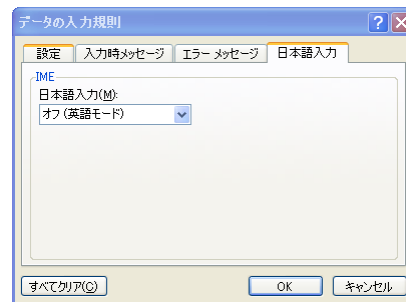 データの入力規則
設定 入力時メッセージ エラー メッセージ 日本語入力
IME
日本語入力(M):
オフ (英語モード)
すべてクリア(C) OK キャンセル